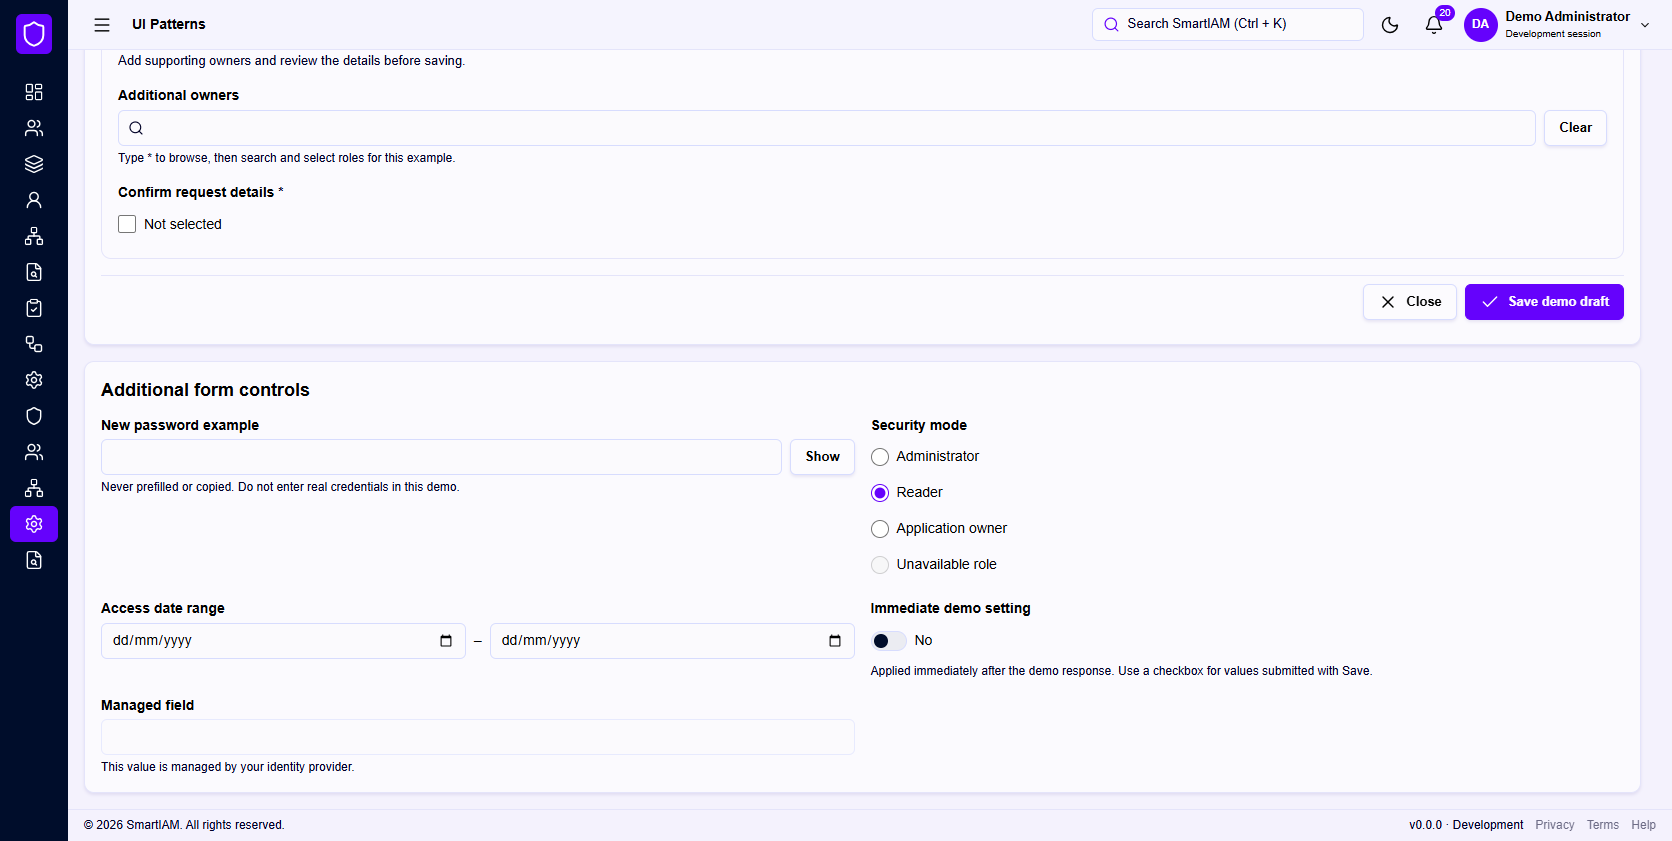 UI Patterns
Search SmartIAM (Ctrl + K)
20
DA
Demo Administrator
Development session
Add supporting owners and review the details before saving.
Additional owners
Clear
Type * to browse, then search and select roles for this example.
Confirm request details *
Not selected
Close
Save demo draft
Additional form controls
New password example
Show
Never prefilled or copied. Do not enter real credentials in this demo.
Security mode
Administrator
Reader
Application owner
Unavailable role
Access date range
dd/mm/yyyy – dd/mm/yyyy
Immediate demo setting
No
Applied immediately after the demo response. Use a checkbox for values submitted with Save.
Managed field
This value is managed by your identity provider.
© 2026 SmartIAM. All rights reserved.
v0.0.0 · Development Privacy Terms Help